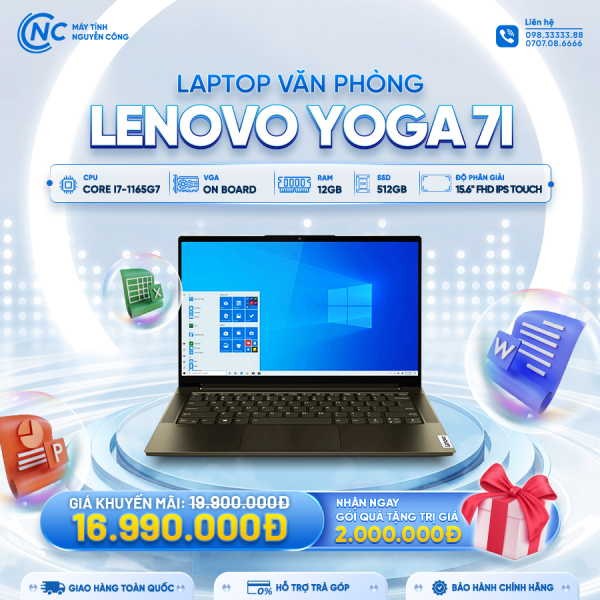 NC
MÁY TÍNH
NGUYỄN CÔNG
Liên hệ
098.33333.88
0707.08.6666
LAPTOP VĂN PHÒNG
LENOVO YOGA 7I
CPU
CORE I7-1165G7
VGA
ON BOARD
RAM
12GB
SSD
512GB
ĐỘ PHÂN GIẢI
15.6" FHD IPS TOUCH
X
W
P
Lenovo
GIÁ KHUYẾN MÃI: 19.900.000Đ
16.990.000Đ
NHẬN NGAY
GÓI QUÀ TẶNG TRỊ GIÁ
2.000.000Đ
GIAO HÀNG TOÀN QUỐC
0%
HỖ TRỢ TRẢ GÓP
BẢO HÀNH CHÍNH HÃNG